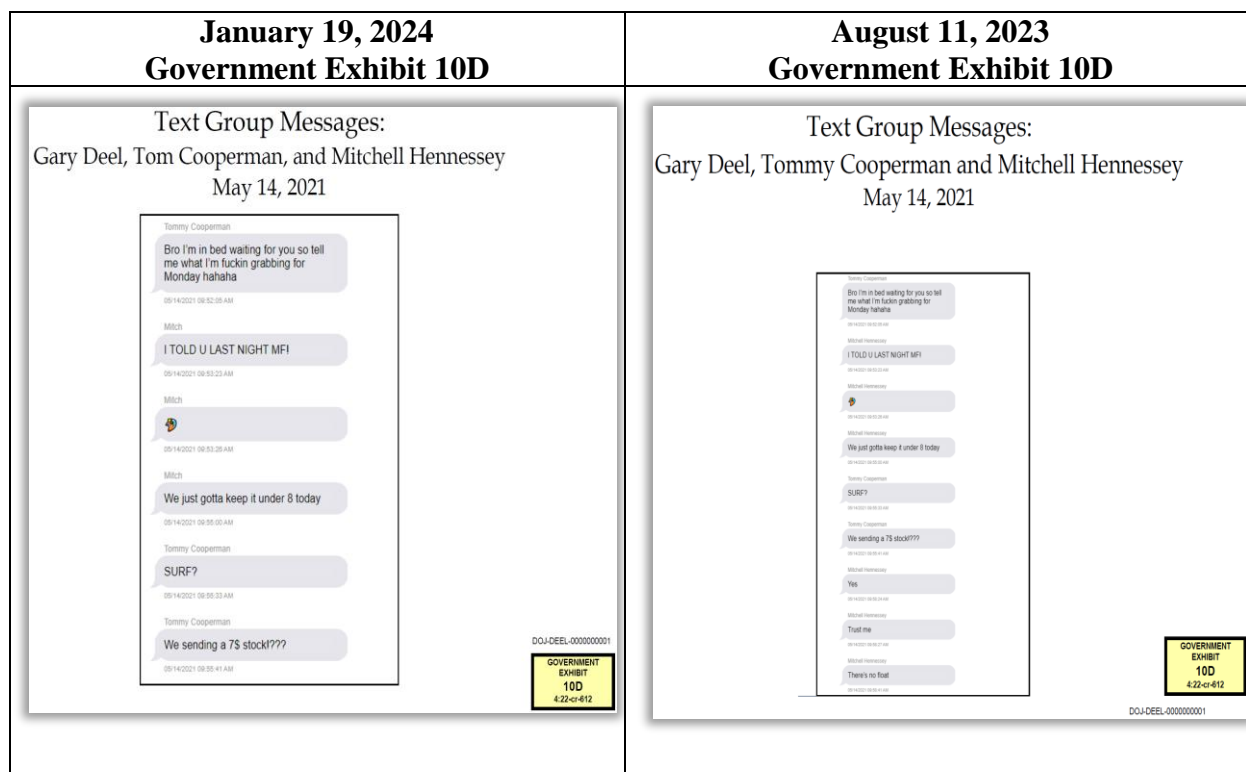 January 19, 2024
Government Exhibit 10D
Text Group Messages:
Gary Deel, Tom Cooperman, and Mitchell Hennessey
May 14, 2021
Tommy Cooperman
Bro I'm in bed waiting for you so tell
me what I'm fuckin grabbing for
Monday hahaha
05/14/2021 09:52:05 AM
Mitch
I TOLD U LAST NIGHT MF!
05/14/2021 09:53:23 AM
Mitch
05/14/2021 09:53:26 AM
Mitch
We just gotta keep it under 8 today
05/14/2021 09:55:00 AM
Tommy Cooperman
SURF?
05/14/2021 09:55:33 AM
Tommy Cooperman
We sending a 7$ stock!???
05/14/2021 09:55:41 AM
DOJ-DEEL-0000000001
GOVERNMENT
EXHIBIT
10D
4:22-cr-612
August 11, 2023
Government Exhibit 10D
Text Group Messages:
Gary Deel, Tommy Cooperman and Mitchell Hennessey
May 14, 2021
Tommy Cooperman
Bro I'm in bed waiting for you so tell
me what I'm fuckin grabbing for
Monday hahaha
Mitchell Hennessey
I TOLD U LAST NIGHT MF!
Mitchell Hennessey
Mitchell Hennessey
We just gotta keep it under 8 today
Tommy Cooperman
SURF?
Tommy Cooperman
We sending a 7$ stock!???
Mitchell Hennessey
Yes
Mitchell Hennessey
Trust me
Mitchell Hennessey
There's no float
GOVERNMENT
EXHIBIT
10D
4:22-cr-612
DOJ-DEEL-0000000001